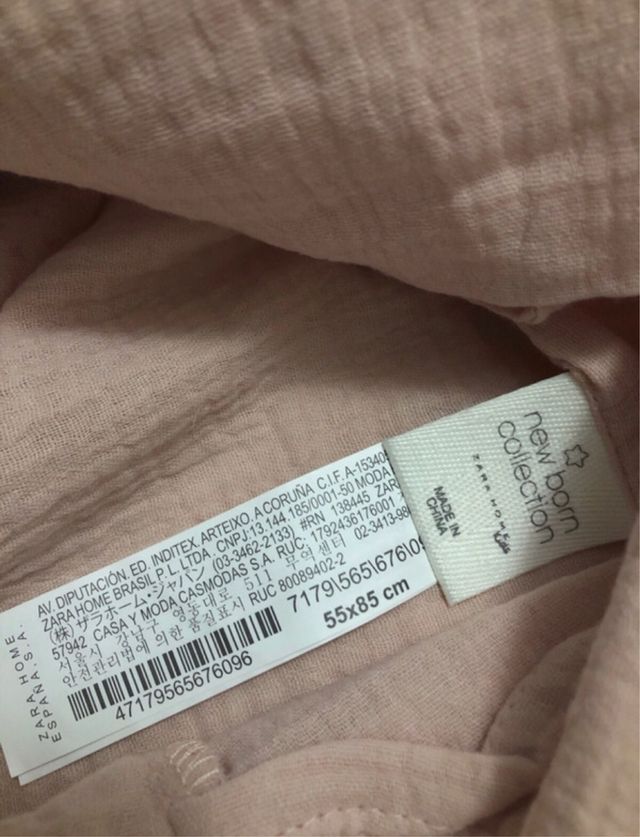 ZARA HOME
ESPAÑA.S.A.
AV. DIPUTACIÓN. ED. INDITEX. ARTEIXO. A CORUÑA. C.I.F. A-153409
ZARA HOME BRASIL P.L. LTDA. CNPJ:13 144.185/0001-50 MODA
(株) ザラホーム・ジャパン (03-3462-2133) #RN 138445 ZAR
57942 CASA Y MODA CASMODAS S.A. RUC: 1792436176001
서울시 강남구 영동대로 511 무역센터 02-3413-98
안전관리법에 의한 품질표시 RUC 80089402-2
7179\565\676\0
47179565676096
55x85 cm
new born
collection
ZARA HOME
MADE IN
CHINA